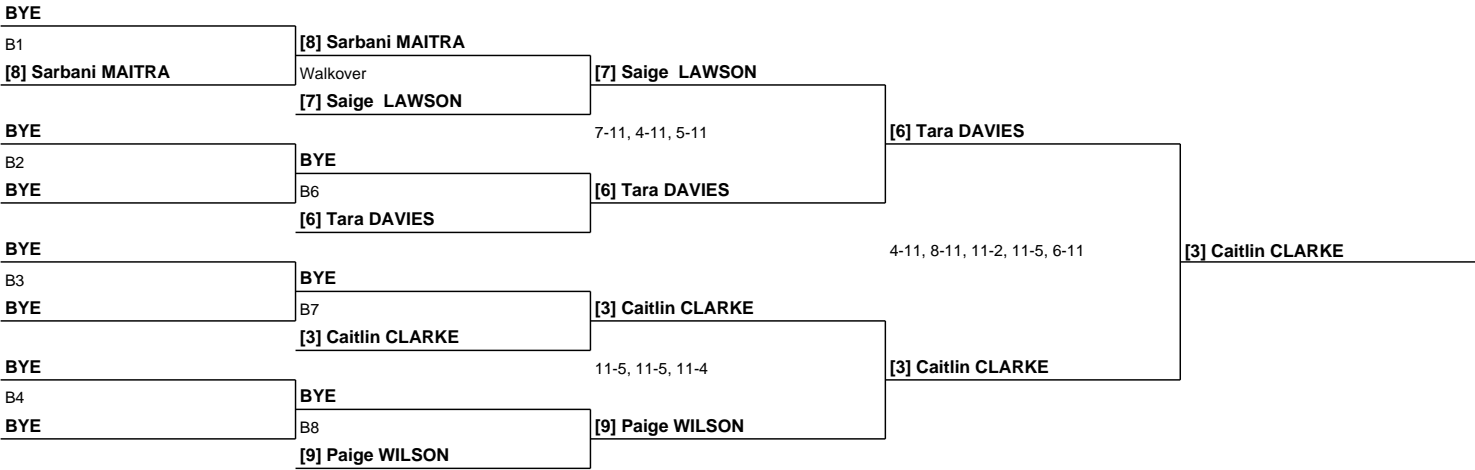 BYE
B1
[8] Sarbani MAITRA
[8] Sarbani MAITRA
Walkover
[7] Saige  LAWSON
[7] Saige  LAWSON
BYE
B2
BYE
BYE
B6
[6] Tara DAVIES
7-11, 4-11, 5-11
[6] Tara DAVIES
[6] Tara DAVIES
BYE
B3
BYE
BYE
B7
[3] Caitlin CLARKE
[3] Caitlin CLARKE
4-11, 8-11, 11-2, 11-5, 6-11
[3] Caitlin CLARKE
BYE
B4
BYE
BYE
B8
[9] Paige WILSON
11-5, 11-5, 11-4
[9] Paige WILSON
[3] Caitlin CLARKE